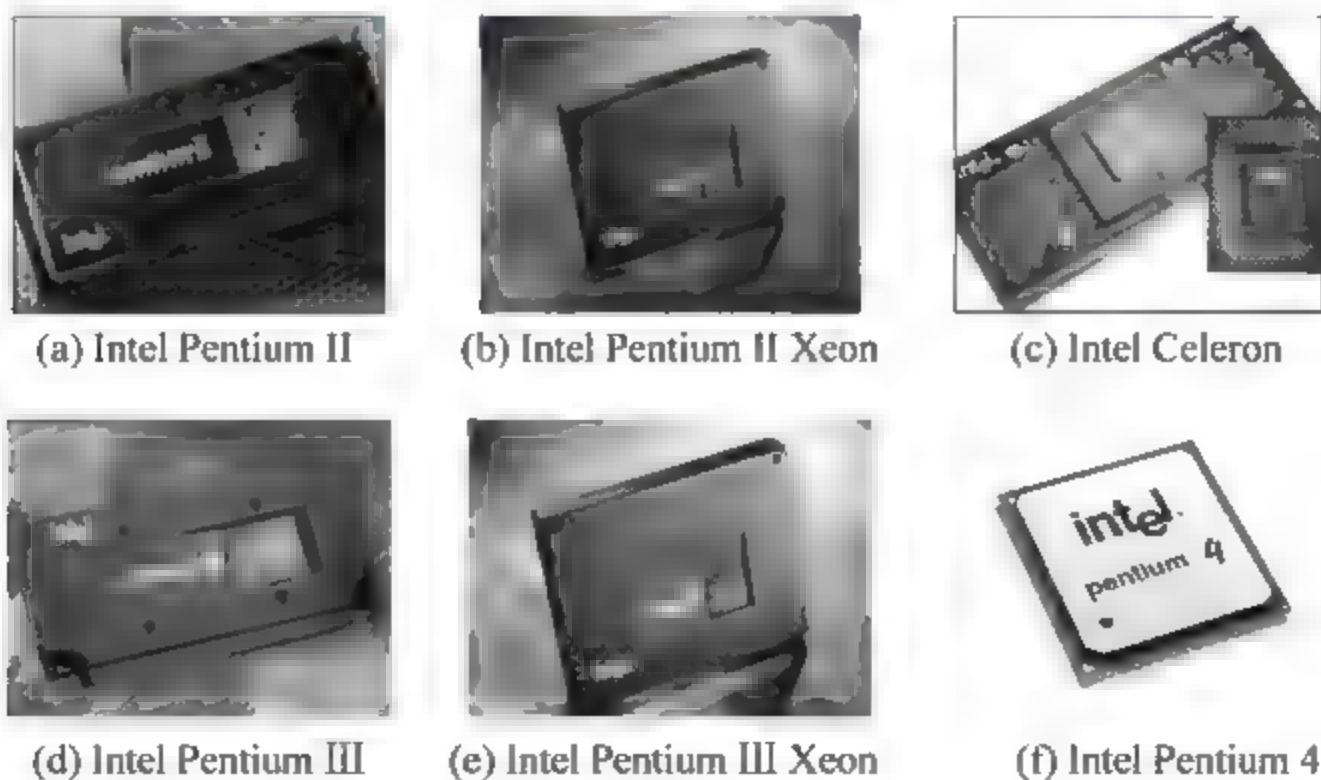 (a) Intel Pentium II
(b) Intel Pentium II Xeon
(c) Intel Celeron
intel
pentium 4
(d) Intel Pentium III
(e) Intel Pentium III Xeon
(f) Intel Pentium 4